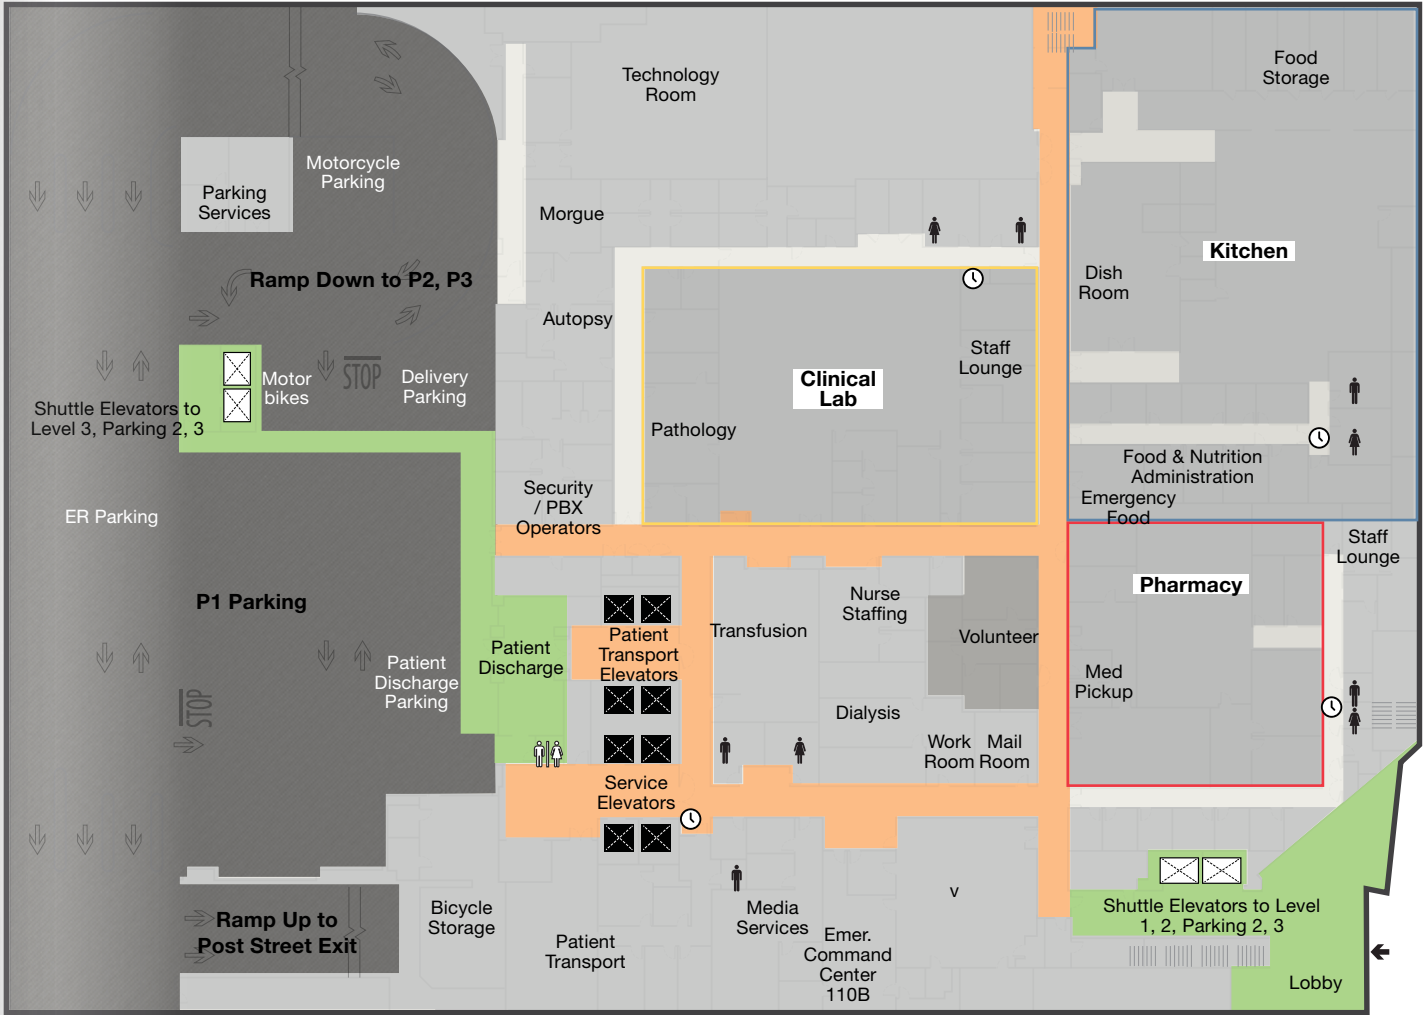 Technology
Room
Food
Storage
Motorcycle
Parking
Parking
Services
Morgue
Kitchen
Ramp Down to P2, P3
Dish
Room
Autopsy
Staff
Lounge
STOP
Motor
bikes
Delivery
Parking
Clinical
Lab
Shuttle Elevators to
Level 3, Parking 2, 3
Pathology
Food & Nutrition
Administration
Security
/ PBX
Operators
Emergency
Food
ER Parking
Staff
Lounge
P1 Parking
Pharmacy
Nurse
Staffing
Transfusion
Volunteer
Patient
Transport
Elevators
Patient
Discharge
Patient
Discharge
Parking
Med
Pickup
STOP
Dialysis
Work
Room
Mail
Room
Service
Elevators
v
Bicycle
Storage
Media
Services
Shuttle Elevators to Level
1, 2, Parking 2, 3
Ramp Up to
Post Street Exit
Patient
Transport
Emer.
Command
Center
110B
Lobby